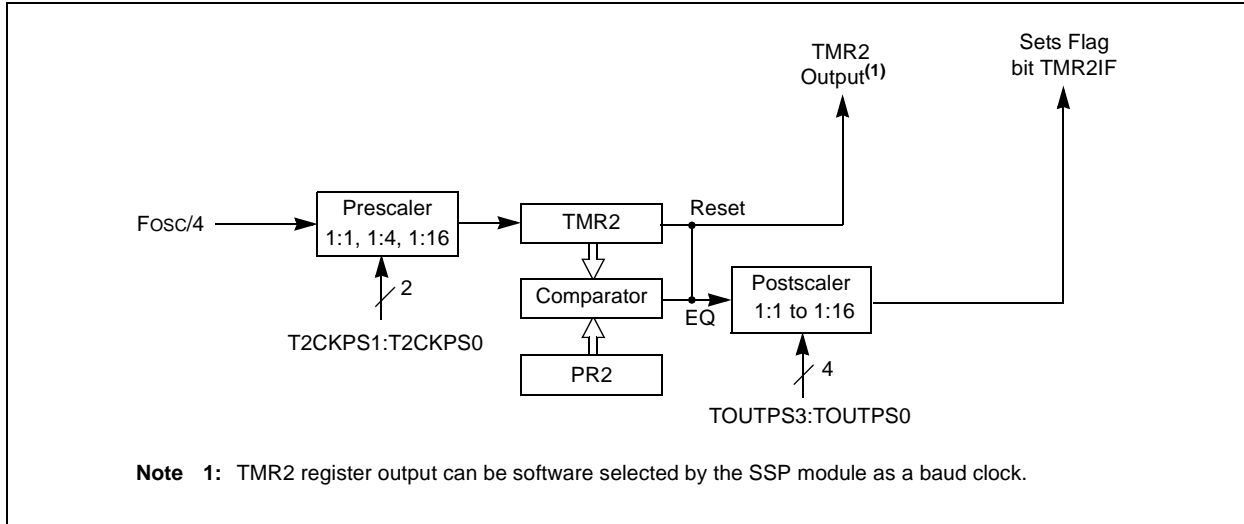 TMR2
Output(1)
Sets Flag
bit TMR2IF
FOSC/4
Prescaler
1:1, 1:4, 1:16
2
T2CKPS1:T2CKPS0
TMR2
Reset
Comparator
EQ
PR2
Postscaler
1:1 to 1:16
4
TOUTPS3:TOUTPS0
Note 1: TMR2 register output can be software selected by the SSP module as a baud clock.